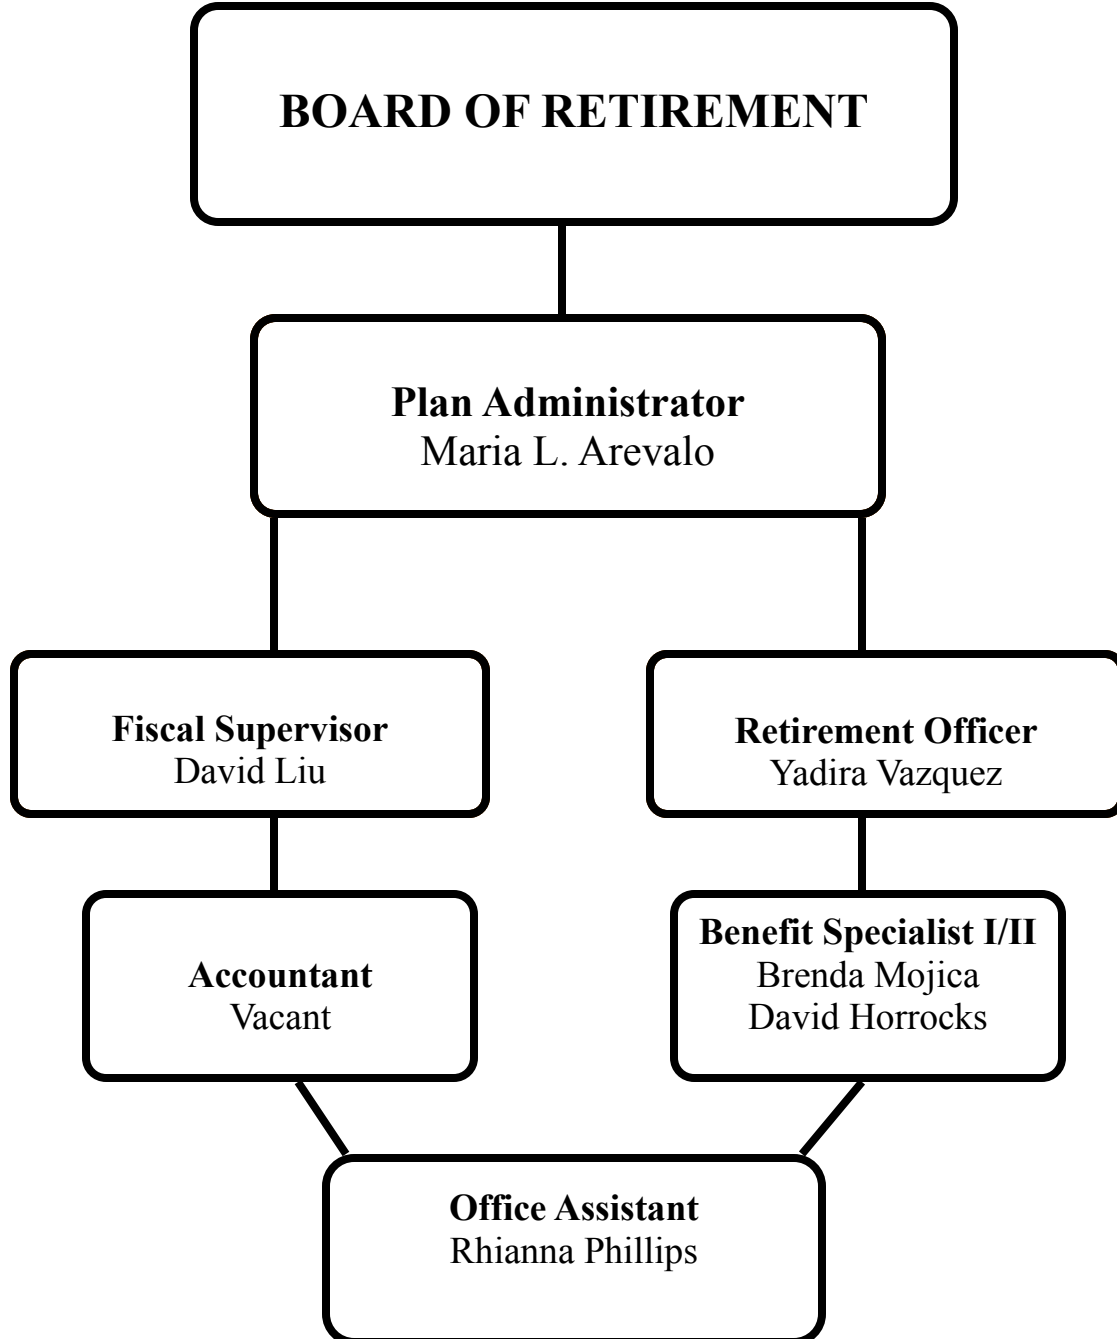 BOARD OF RETIREMENT
Plan Administrator
Maria L. Arevalo
Fiscal Supervisor
David Liu
Retirement Officer
Yadira Vazquez
Accountant
Vacant
Benefit Specialist I/II
Brenda Mojica
David Horrocks
Office Assistant
Rhianna Phillips